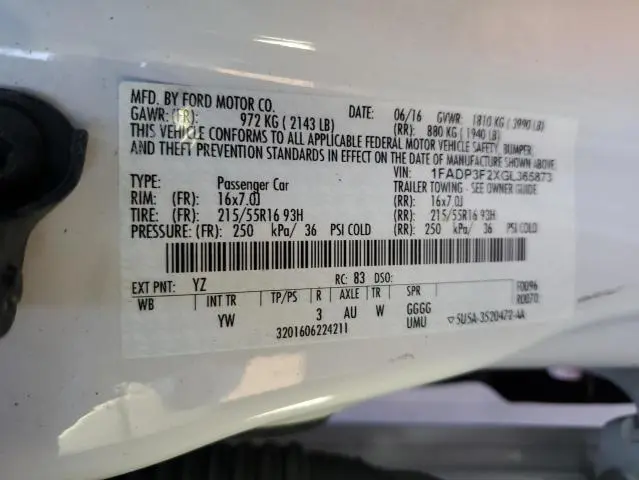 MFD. BY FORD MOTOR CO. DATE: 06/16 GVWR: 1810 KG ( 3990 LB)
GAWR: (FR): 972 KG ( 2143 LB) (RR): 880 KG ( 1940 LB)
THIS VEHICLE CONFORMS TO ALL APPLICABLE FEDERAL MOTOR VEHICLE SAFETY, BUMPER,
AND THEFT PREVENTION STANDARDS IN EFFECT ON THE DATE OF MANUFACTURE SHOWN ABOVE.
VIN: 1FADP3F2XGL365873
TYPE: Passenger Car TRAILER TOWING - SEE OWNER GUIDE
RIM: (FR): 16x7.0J (RR): 16x7.0J
TIRE: (FR): 215/55R16 93H (RR): 215/55R16 93H
PRESSURE: (FR): 250 kPa/ 36 PSI COLD (RR): 250 kPa/ 36 PSI COLD
EXT PNT: YZ RC: 83 DSO: F0096
WB INT TR TP/PS R AXLE TR SPR R0070
YW 3 AU W GGGG
3201606224211 UMU ▽5U5A-3520472-AA